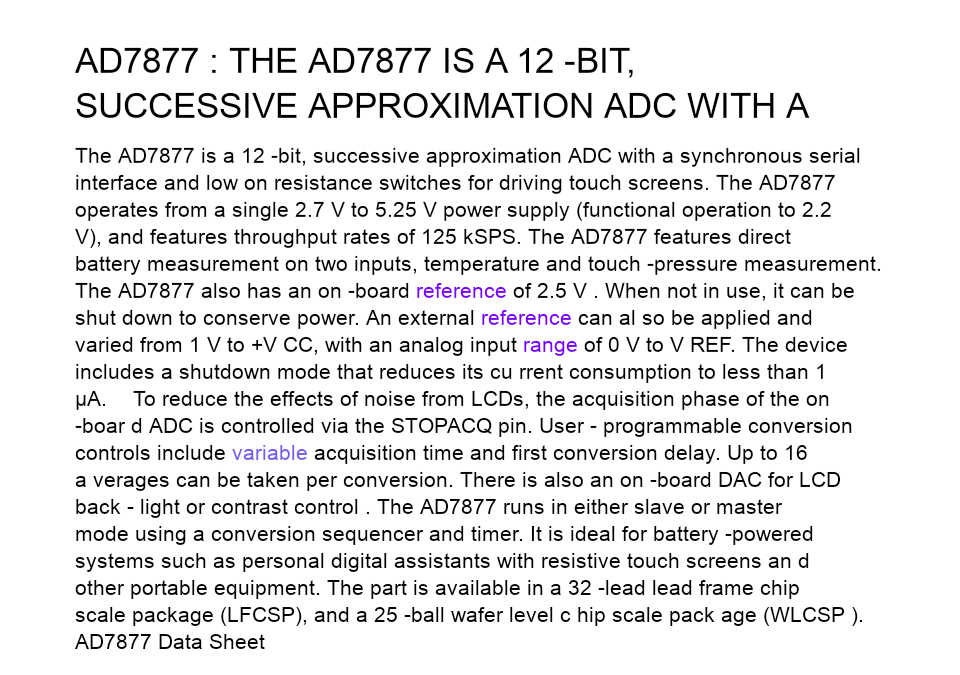 AD7877 : THE AD7877 IS A 12 -BIT,
SUCCESSIVE APPROXIMATION ADC WITH A
The AD7877 is a 12 -bit, successive approximation ADC with a synchronous serial
interface and low on resistance switches for driving touch screens. The AD7877
operates from a single 2.7 V to 5.25 V power supply (functional operation to 2.2
V), and features throughput rates of 125 kSPS. The AD7877 features direct
battery measurement on two inputs, temperature and touch -pressure measurement.
The AD7877 also has an on -board reference of 2.5 V . When not in use, it can be
shut down to conserve power. An external reference can al so be applied and
varied from 1 V to +V CC, with an analog input range of 0 V to V REF. The device
includes a shutdown mode that reduces its cu rrent consumption to less than 1
µA.    To reduce the effects of noise from LCDs, the acquisition phase of the on
-boar d ADC is controlled via the STOPACQ pin. User - programmable conversion
controls include variable acquisition time and first conversion delay. Up to 16
a verages can be taken per conversion. There is also an on -board DAC for LCD
back - light or contrast control . The AD7877 runs in either slave or master
mode using a conversion sequencer and timer. It is ideal for battery -powered
systems such as personal digital assistants with resistive touch screens an d
other portable equipment. The part is available in a 32 -lead lead frame chip
scale package (LFCSP), and a 25 -ball wafer level c hip scale pack age (WLCSP ).
AD7877 Data Sheet